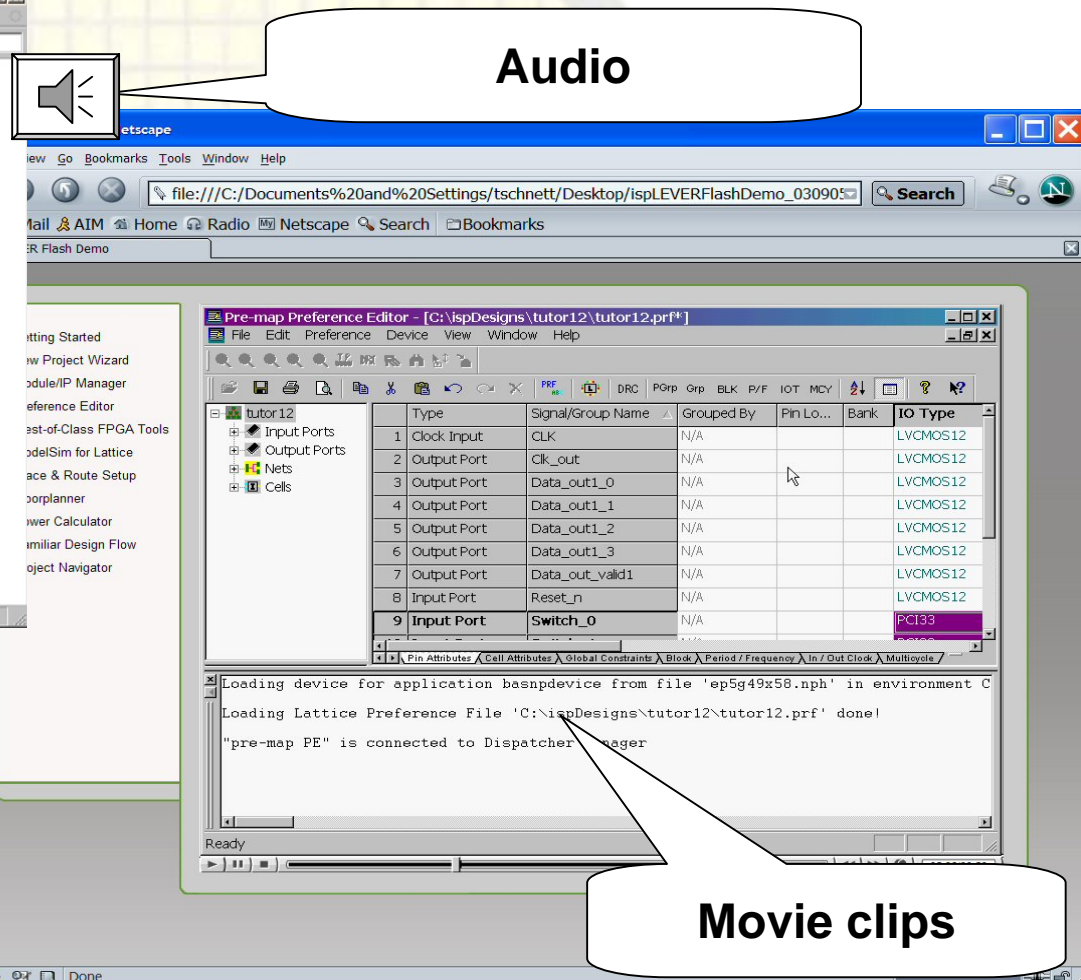 Audio
etscape
iew Go Bookmarks Tools Window Help
file:///C:/Documents%20and%20Settings/tschnett/Desktop/ispLEVERFlashDemo_03090
Search
N
Mail AIM Home Radio My Netscape Search Bookmarks
ER Flash Demo
etting Started
ew Project Wizard
odule/IP Manager
eference Editor
est-of-Class FPGA Tools
odelSim for Lattice
ace & Route Setup
oorplanner
ower Calculator
amiliar Design Flow
oject Navigator
Pre-map Preference Editor - [C:\ispDesigns\tutor12\tutor12.prf*]
File Edit Preference Device View Window Help
PRF DRC PGrp Grp BLK P/F IOT MCY
tutor12
Input Ports
Output Ports
Nets
Cells
Type Signal/Group Name Grouped By Pin Lo... Bank IO Type
1 Clock Input CLK N/A LVCMOS12
2 Output Port Clk_out N/A LVCMOS12
3 Output Port Data_out1_0 N/A LVCMOS12
4 Output Port Data_out1_1 N/A LVCMOS12
5 Output Port Data_out1_2 N/A LVCMOS12
6 Output Port Data_out1_3 N/A LVCMOS12
7 Output Port Data_out_valid1 N/A LVCMOS12
8 Input Port Reset_n N/A LVCMOS12
9 Input Port Switch_0 N/A PCI33
Pin Attributes Cell Attributes Global Constraints Block Period / Frequency In / Out Clock Multicycle
Loading device for application basnpdevice from file 'ep5g49x58.nph' in environment C
Loading Lattice Preference File 'C:\ispDesigns\tutor12\tutor12.prf' done!
"pre-map PE" is connected to Dispatcher
Ready
Movie clips
Done